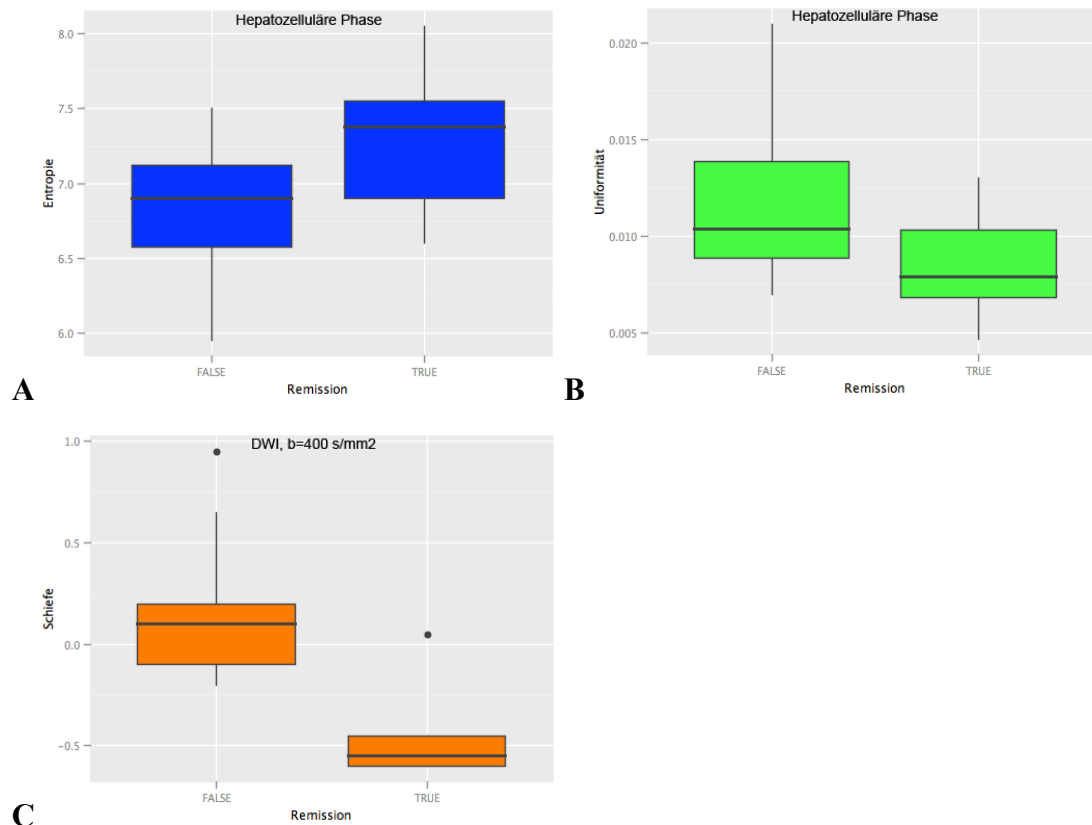 Hepatozelluläre Phase
8.0
7.5
7.0
6.5
6.0
Entropie
FALSE
TRUE
Remission
A
Hepatozelluläre Phase
0.020
0.015
0.010
0.005
Uniformität
FALSE
TRUE
Remission
B
DWI, b=400 s/mm2
1.0
0.5
0.0
−0.5
Schiefe
FALSE
TRUE
Remission
C